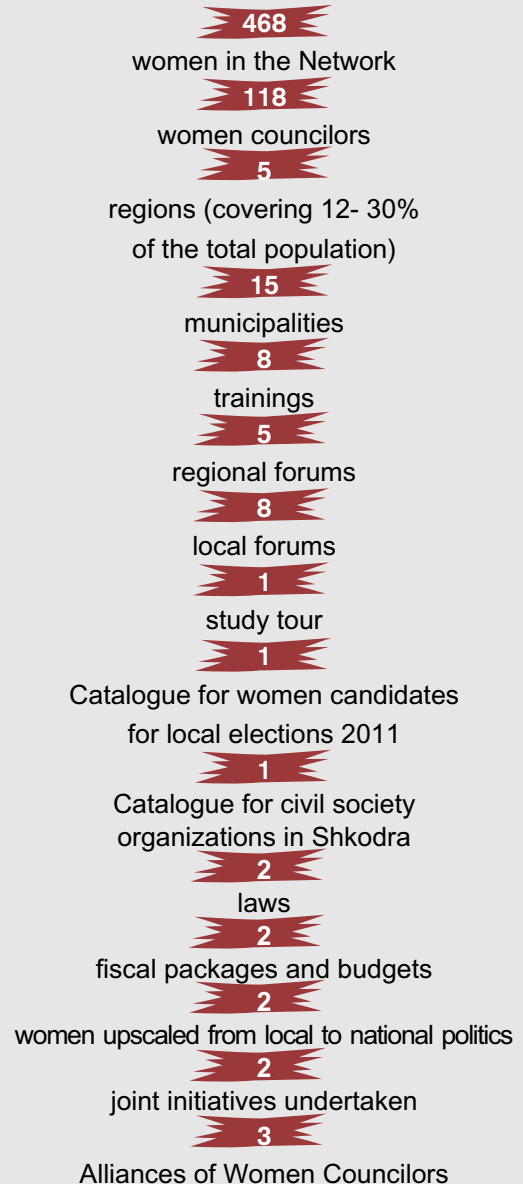 468
women in the Network
118
women councilors
5
regions (covering 12- 30%
of the total population)
15
municipalities
8
trainings
5
regional forums
8
local forums
1
study tour
1
Catalogue for women candidates
for local elections 2011
1
Catalogue for civil society
organizations in Shkodra
2
laws
2
fiscal packages and budgets
2
women upscaled from local to national politics
2
joint initiatives undertaken
3
Alliances of Women Councilors